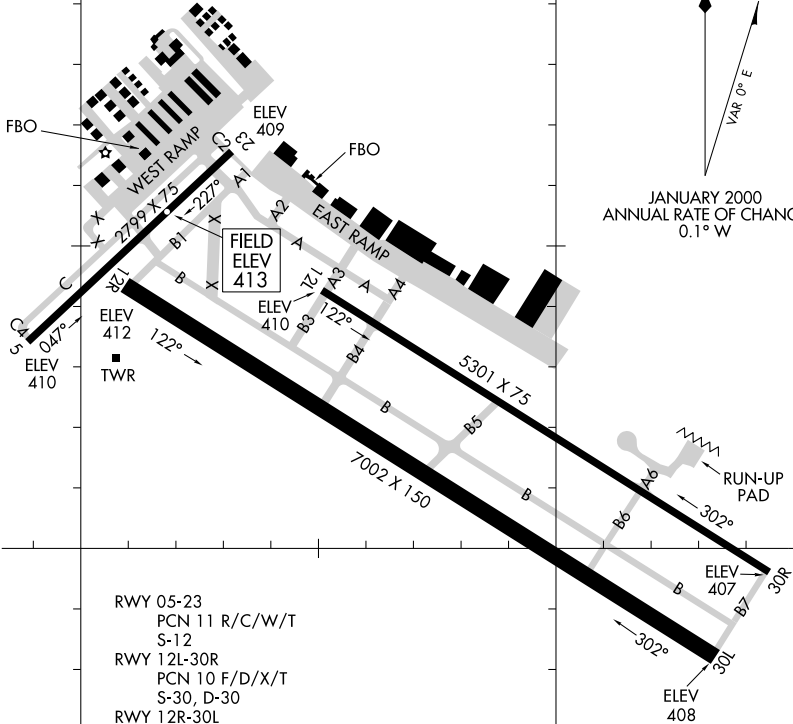 FBO
WEST RAMP
ELEV
409
C2
23
FBO
VAR 0° E
JANUARY 2000
ANNUAL RATE OF CHANG
0.1° W
2799 X 75
227°
A1
A2
EAST RAMP
X
X
X
X
B1
A
FIELD
ELEV
413
B
C
12R
12L
A3
A
A4
ELEV
410
122°
B3
B4
C4
5
047°
ELEV
410
ELEV
412
TWR
122°
5301 X 75
B
B5
7002 X 150
B
A6
B6
RUN-UP
PAD
302°
ELEV
407
30R
B
B7
302°
30L
ELEV
408
RWY 05-23
PCN 11 R/C/W/T
S-12
RWY 12L-30R
PCN 10 F/D/X/T
S-30, D-30
RWY 12R-30L